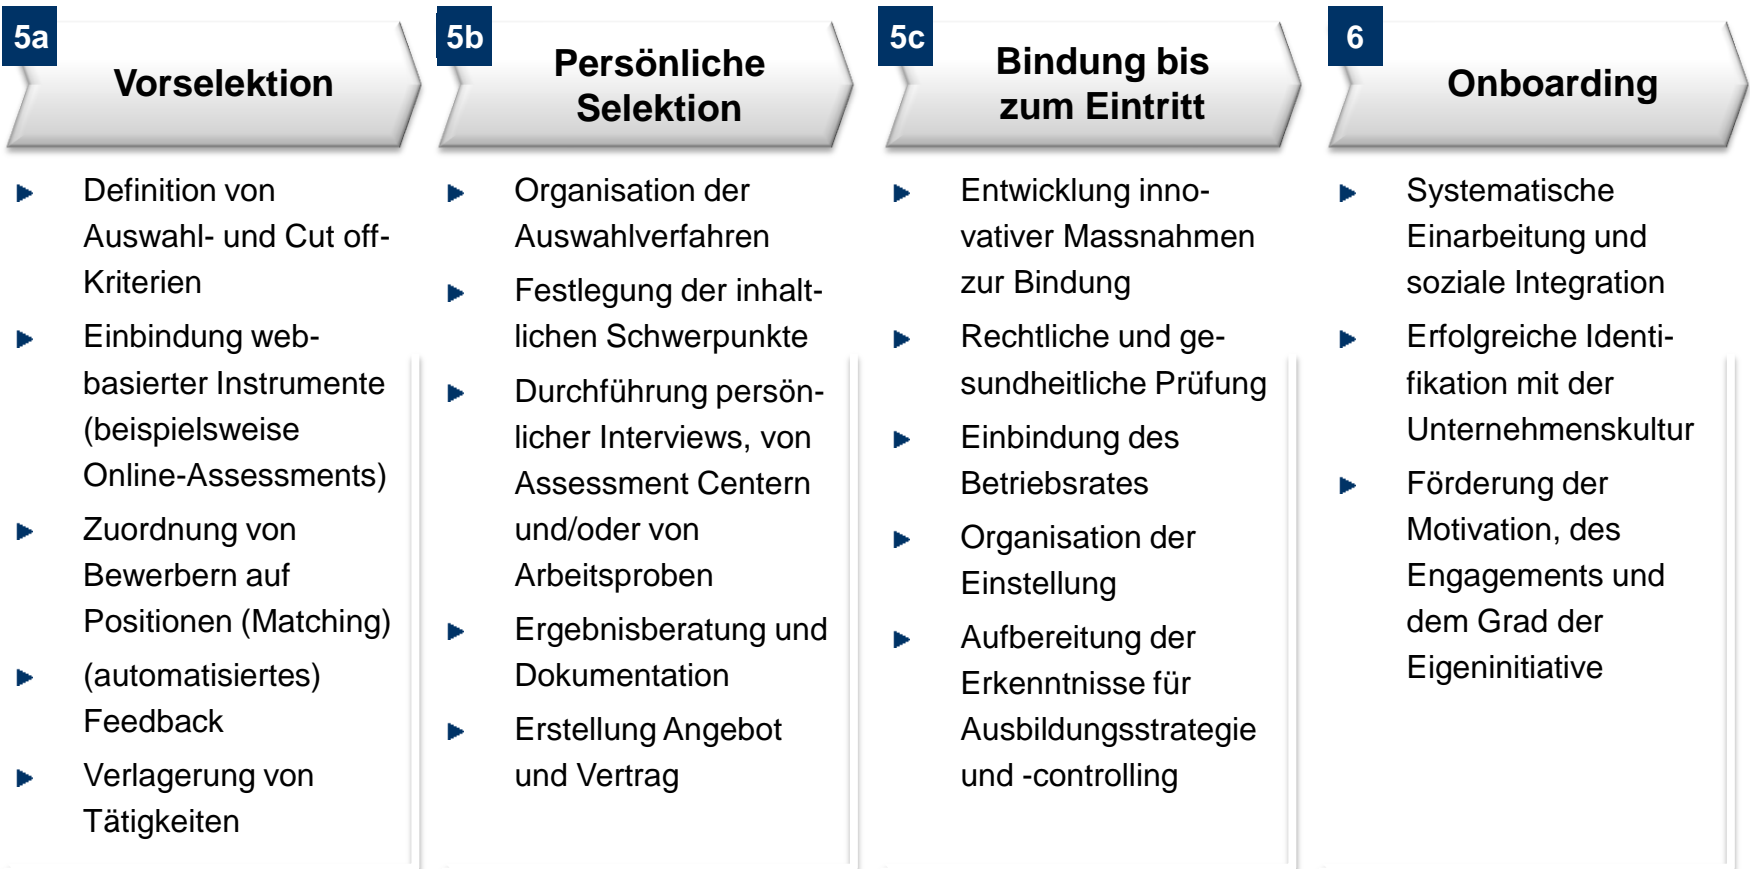 5a
Vorselektion
Definition von
Auswahl- und Cut off-
Kriterien
Einbindung web-
basierter Instrumente
(beispielsweise
Online-Assessments)
Zuordnung von
Bewerbern auf
Positionen (Matching)
(automatisiertes)
Feedback
Verlagerung von
Tätigkeiten
5b
Persönliche
Selektion
Organisation der
Auswahlverfahren
Festlegung der inhalt-
lichen Schwerpunkte
Durchführung persön-
licher Interviews, von
Assessment Centern
und/oder von
Arbeitsproben
Ergebnisberatung und
Dokumentation
Erstellung Angebot
und Vertrag
5c
Bindung bis
zum Eintritt
Entwicklung inno-
vativer Massnahmen
zur Bindung
Rechtliche und ge-
sundheitliche Prüfung
Einbindung des
Betriebsrates
Organisation der
Einstellung
Aufbereitung der
Erkenntnisse für
Ausbildungsstrategie
und -controlling
6
Onboarding
Systematische
Einarbeitung und
soziale Integration
Erfolgreiche Identi-
fikation mit der
Unternehmenskultur
Förderung der
Motivation, des
Engagements und
dem Grad der
Eigeninitiative